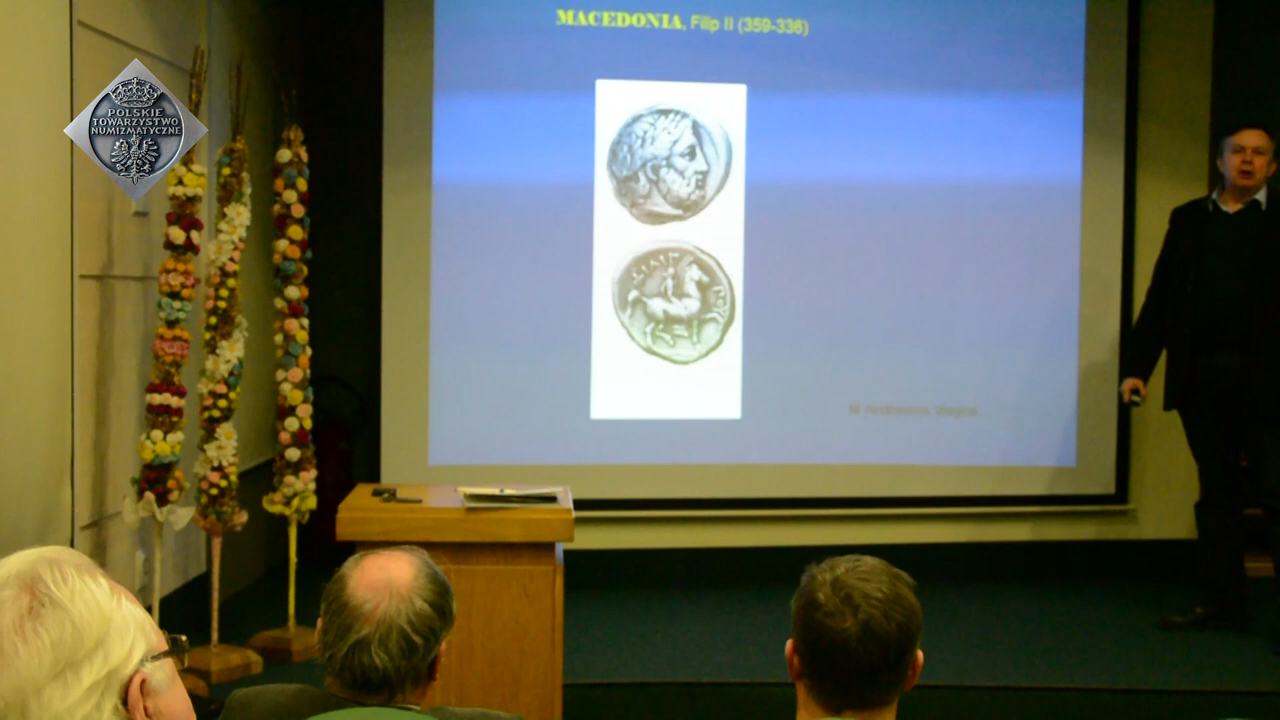 MACEDONIA, Filip II (359-336)
POLSKIE
TOWARZYSTWO
NUMIZMATYCZNE